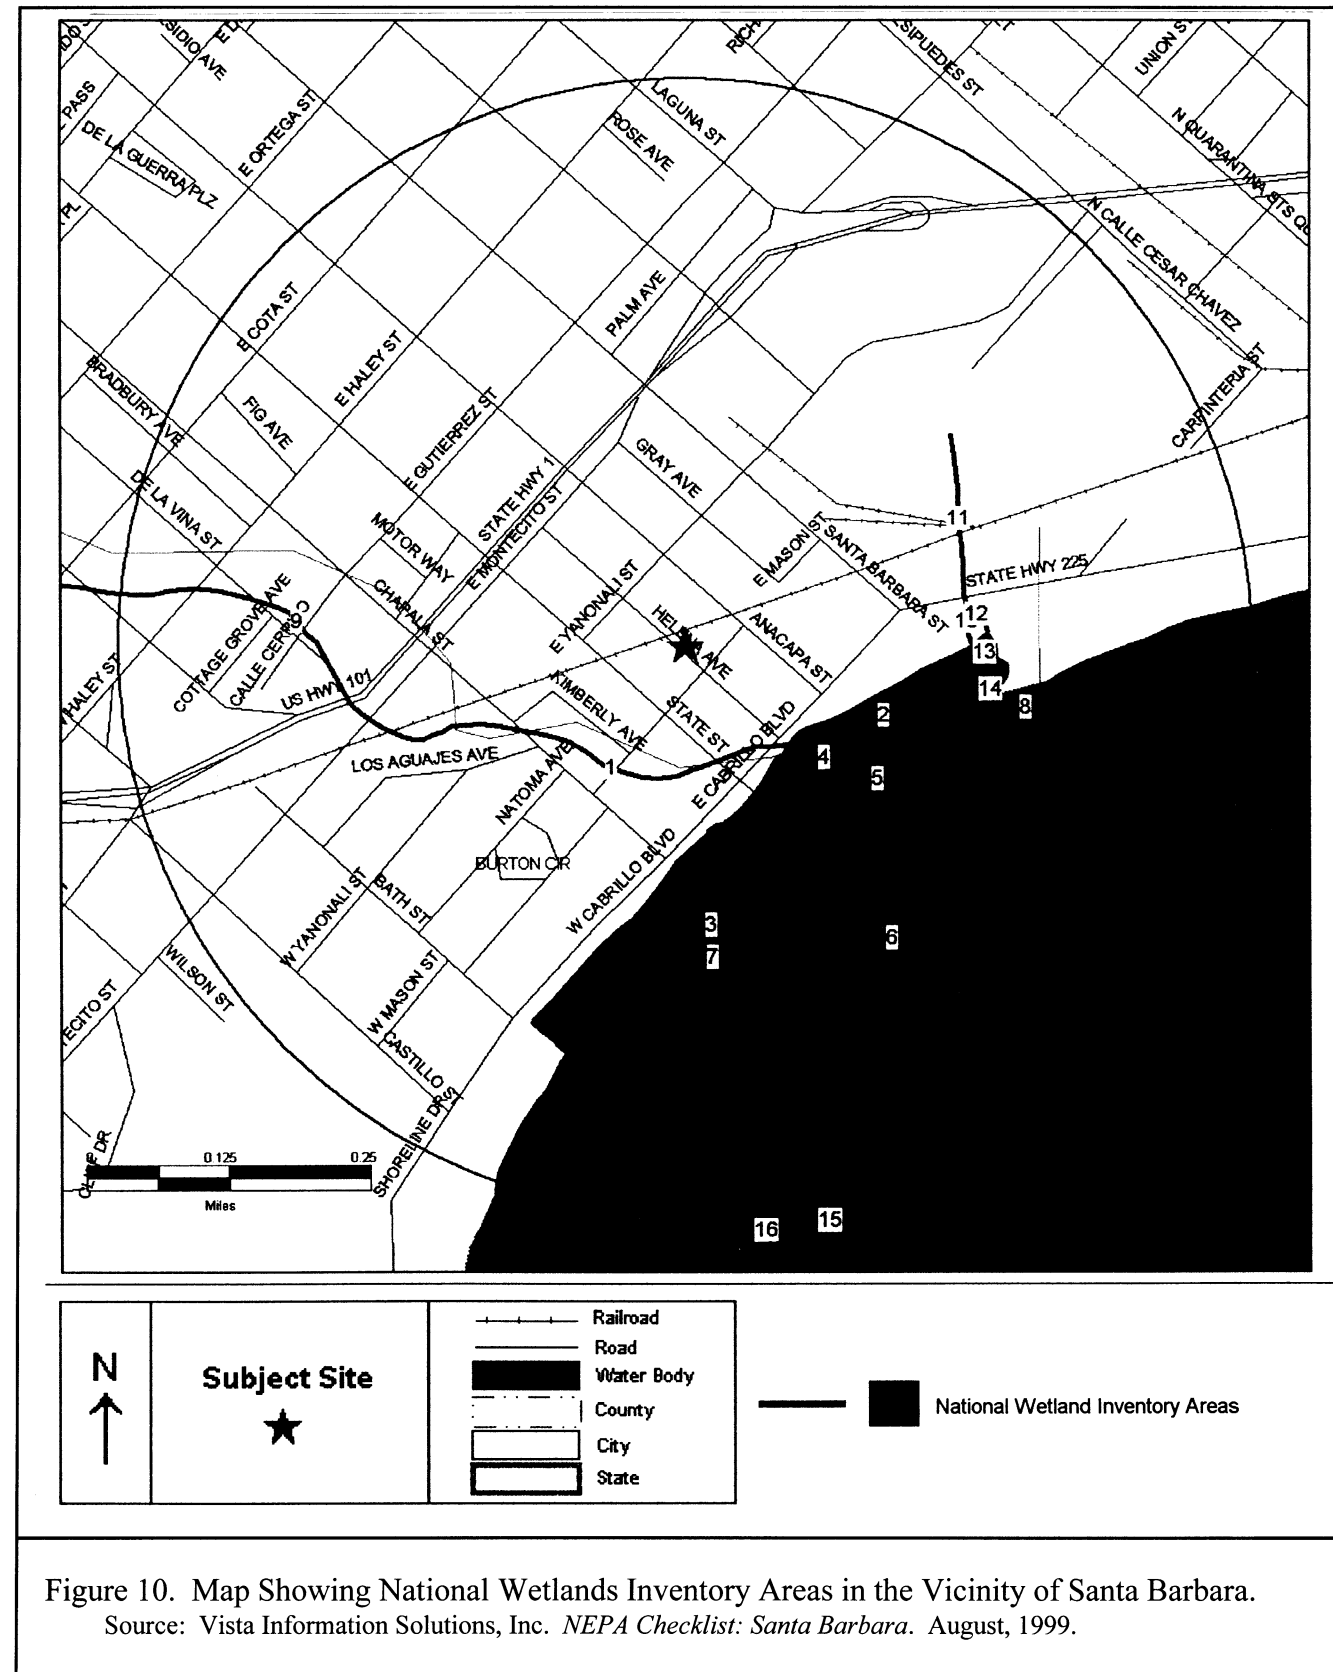 SIDIO AVE
E D
RICH
SIPUEDES ST
UNION S
PASS
DE LA GUERRA/PLZ
E ORTEGA ST
LAGUNA ST
ROSE AVE
N QUARANTINA STS QU
PL
N CALLE CESAR CHAVEZ
E COTA ST
PALM AVE
E HALEY ST
BRADBURY AVE
FIG AVE
E GUTIERREZ ST
CARPINTERIA ST
GRAY AVE
DE LA VINA ST
STATE HWY 1
E MONTECITO ST
MOTOR WAY
11
E MASON ST
SANTA BARBARA ST
STATE HWY 225
CHAPALA ST
E YANONALI ST
COTTAGE GROVE AVE
9
CALLE CERR
HELENA AVE
ANACAPA ST
12
13
14
HALEY ST
US HWY 101
KIMBERLY AVE
STATE ST
8
2
E CABRILLO BLVD
LOS AGUAJES AVE
NATOMA AVE
1
4
5
BURTON CIR
W CABRILLO BLVD
BATH ST
W YANONALI ST
3
6
7
WILSON ST
W MASON ST
TECITO ST
CASTILLO ST
SHORELINE DR
0.125
0.25
Miles
15
16
N
Subject Site
Railroad
Road
Water Body
County
City
State
National Wetland Inventory Areas
Figure 10. Map Showing National Wetlands Inventory Areas in the Vicinity of Santa Barbara.
Source: Vista Information Solutions, Inc. NEPA Checklist: Santa Barbara. August, 1999.